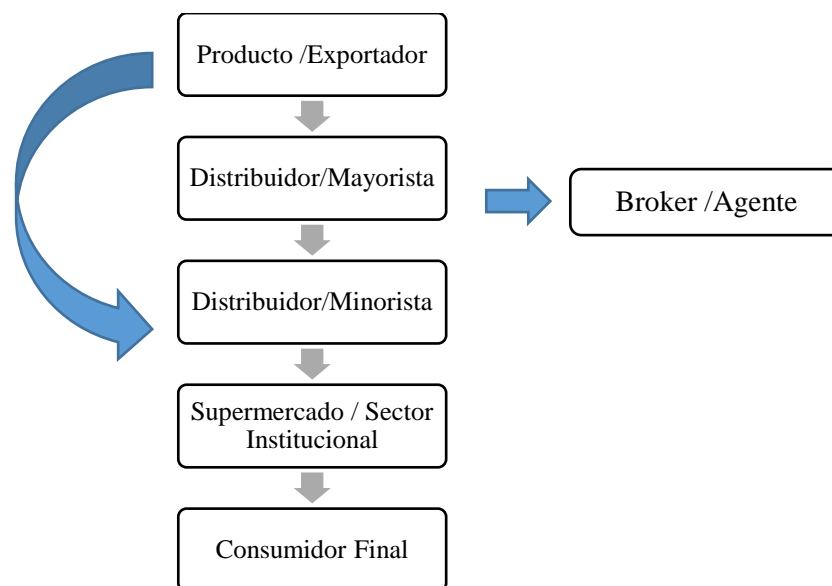 Producto /Exportador
Distribuidor/Mayorista
Broker /Agente
Distribuidor/Minorista
Supermercado / Sector
Institucional
Consumidor Final